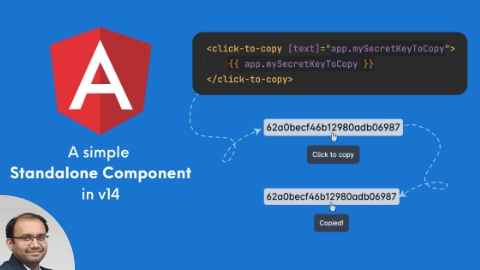 A
A simple
Standalone Component
in v14
<click-to-copy [text]="app.mySecretKeyToCopy">
{{ app.mySecretKeyToCopy }}
</click-to-copy>
62a0becf46b12980adb06987
Click to copy
62a0becf46b12980adb06987
Copied!